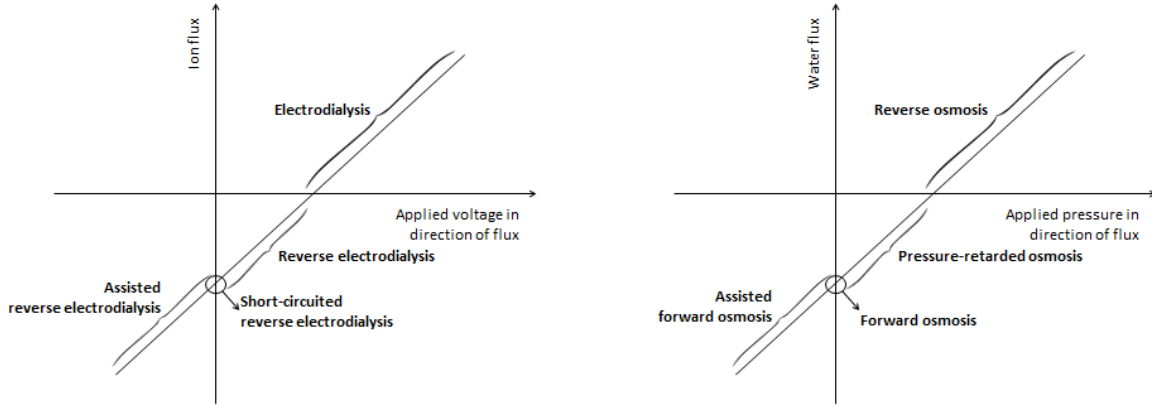 Ion flux
Electrodialysis
Applied voltage in
direction of flux
Reverse electrodialysis
Assisted
reverse electrodialysis
Short-circuited
reverse electrodialysis
Water flux
Reverse osmosis
Applied pressure in
direction of flux
Pressure-retarded osmosis
Assisted
forward osmosis
Forward osmosis